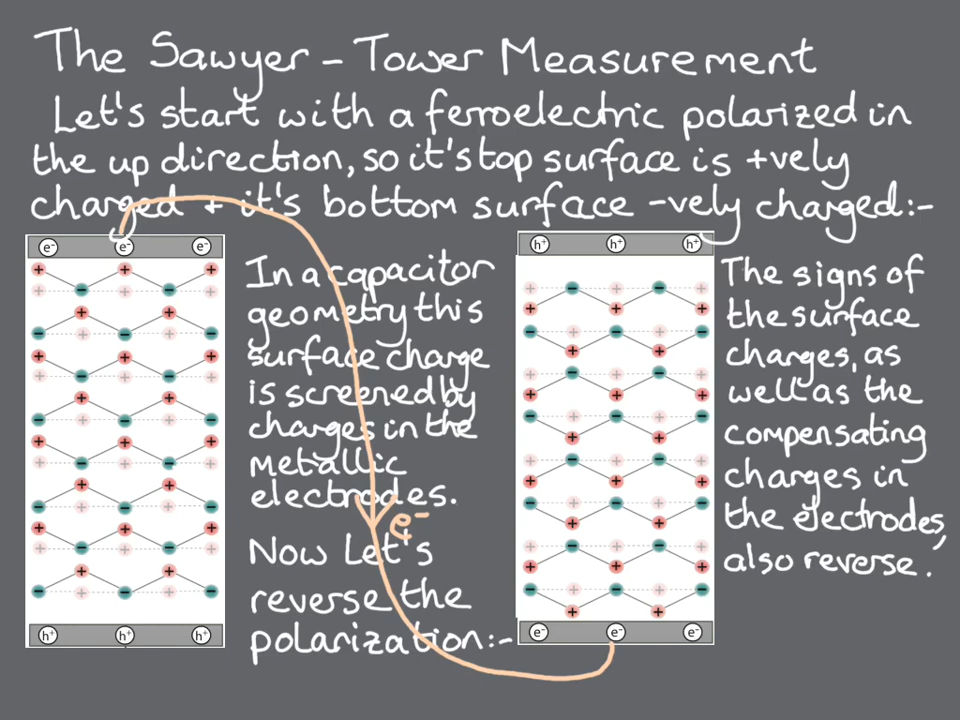 The Sawyer - Tower Measurement
Let's start with a ferroelectric polarized in
the up direction, so it's top surface is +vely
charged + it's bottom surface -vely charged:-
e⁻ e⁻ e⁻
In a capacitor
geometry this
surface charge
is screened by
charges in the
metallic
electrodes.
e⁻
Now Let's
reverse the
polarization:-
h⁺ h⁺ h⁺
h⁺ h⁺ h⁺
The signs of
the surface
charges, as
well as the
compensating
charges in
the electrodes,
also reverse.
e⁻ e⁻ e⁻